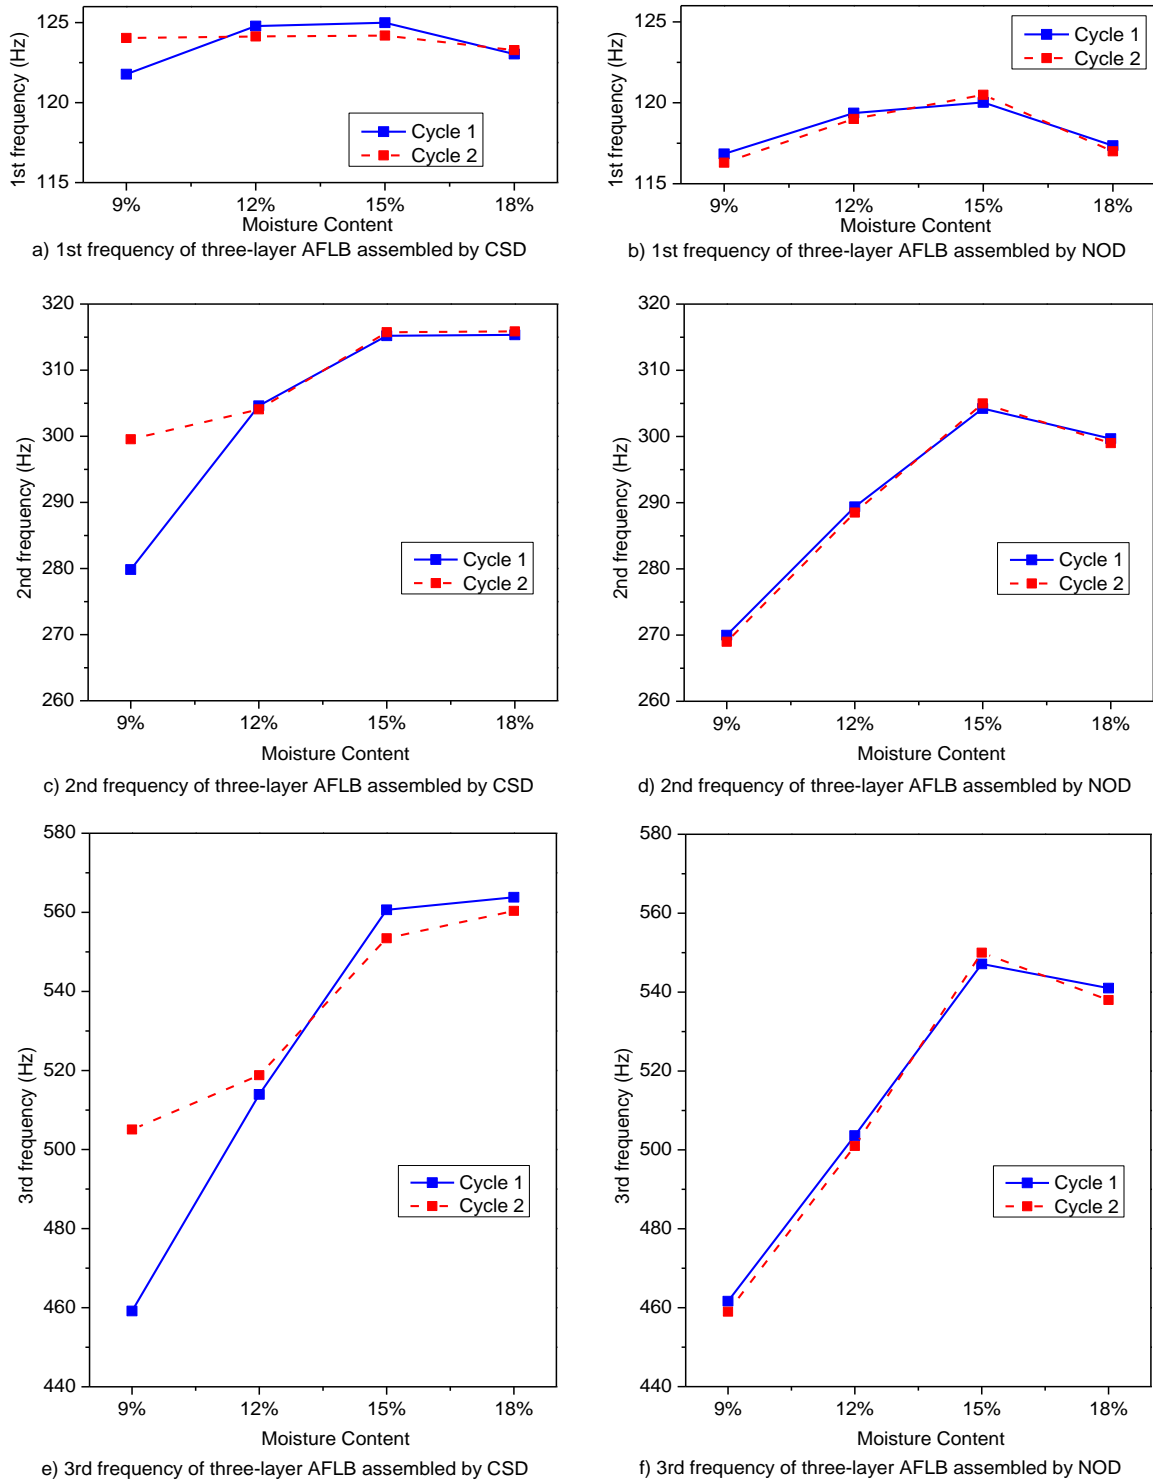 125
120
115
1st frequency (Hz)
Cycle 1
Cycle 2
9%
12%
15%
18%
Moisture Content
a) 1st frequency of three-layer AFLB assembled by CSD
125
120
115
1st frequency (Hz)
Cycle 1
Cycle 2
9%
12%
15%
18%
Moisture Content
b) 1st frequency of three-layer AFLB assembled by NOD
320
310
300
290
280
270
260
2nd frequency (Hz)
Cycle 1
Cycle 2
9%
12%
15%
18%
Moisture Content
c) 2nd frequency of three-layer AFLB assembled by CSD
320
310
300
290
280
270
260
2nd frequency (Hz)
Cycle 1
Cycle 2
9%
12%
15%
18%
Moisture Content
d) 2nd frequency of three-layer AFLB assembled by NOD
580
560
540
520
500
480
460
440
3rd frequency (Hz)
Cycle 1
Cycle 2
9%
12%
15%
18%
Moisture Content
e) 3rd frequency of three-layer AFLB assembled by CSD
580
560
540
520
500
480
460
440
3rd frequency (Hz)
Cycle 1
Cycle 2
9%
12%
15%
18%
Moisture Content
f) 3rd frequency of three-layer AFLB assembled by NOD